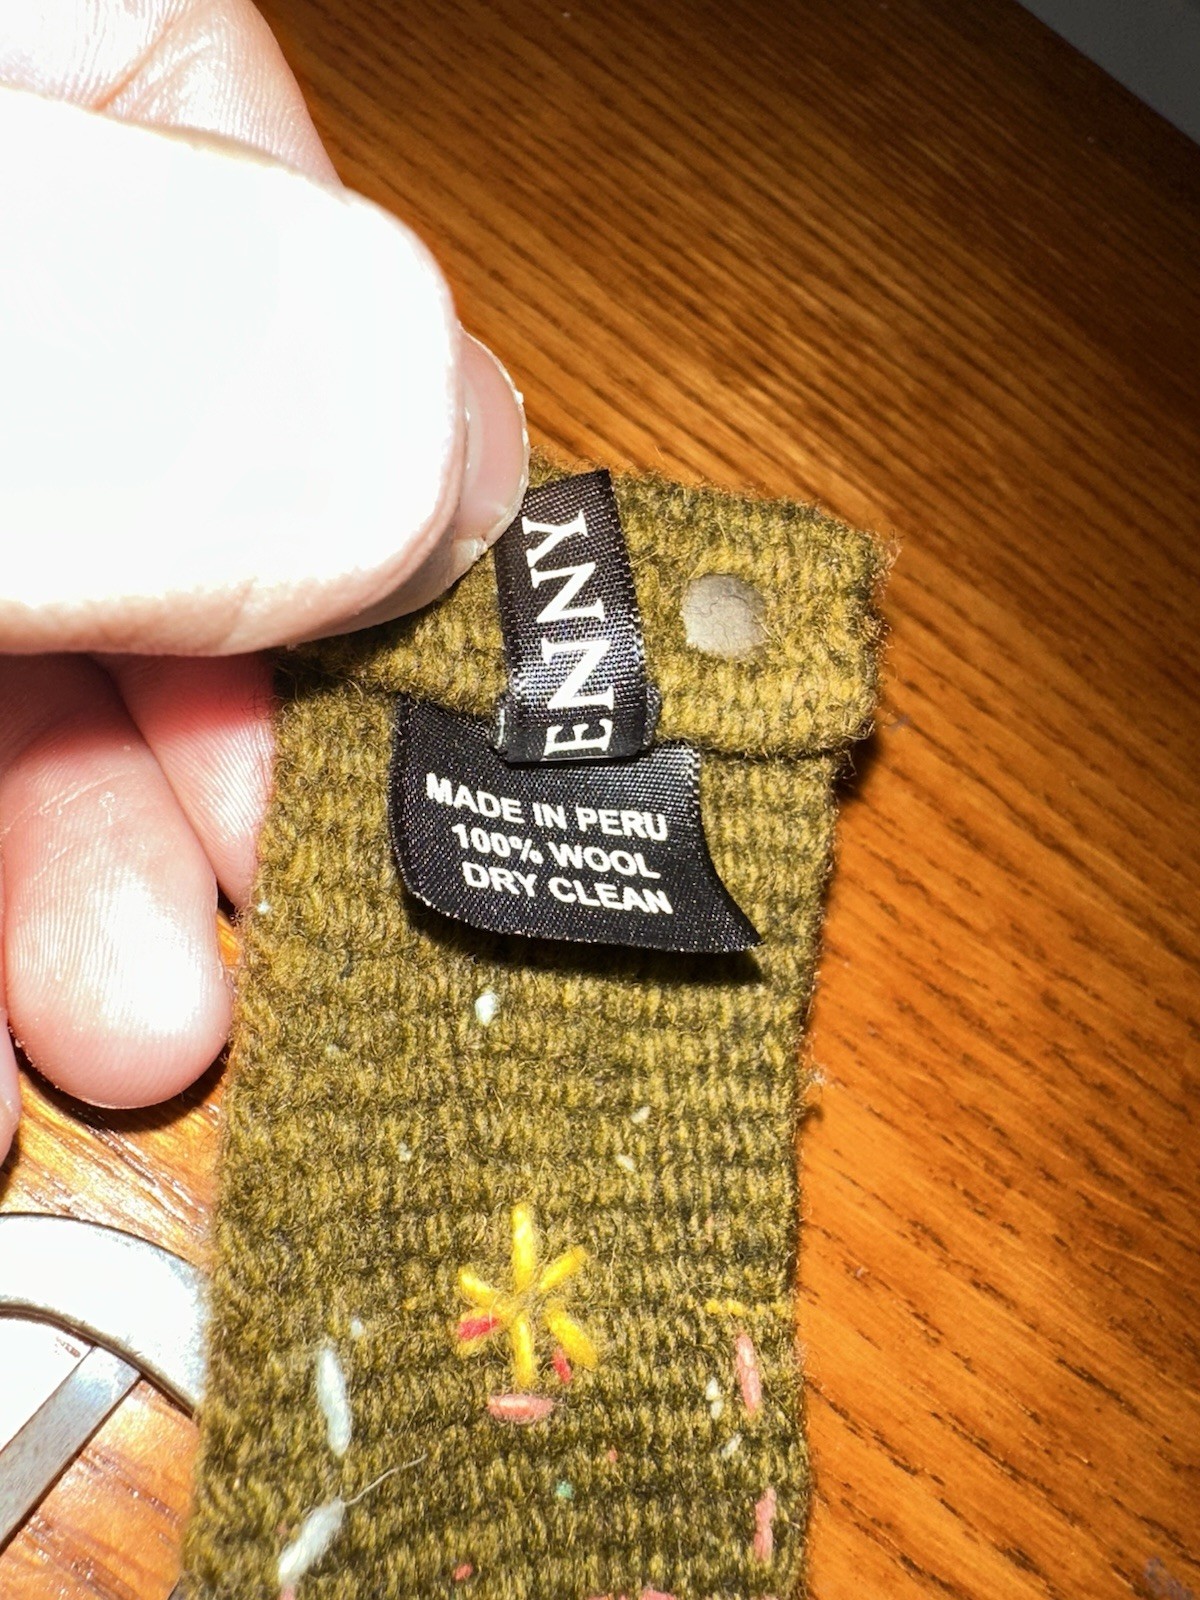 ENNY
MADE IN PERU
100% WOOL
DRY CLEAN